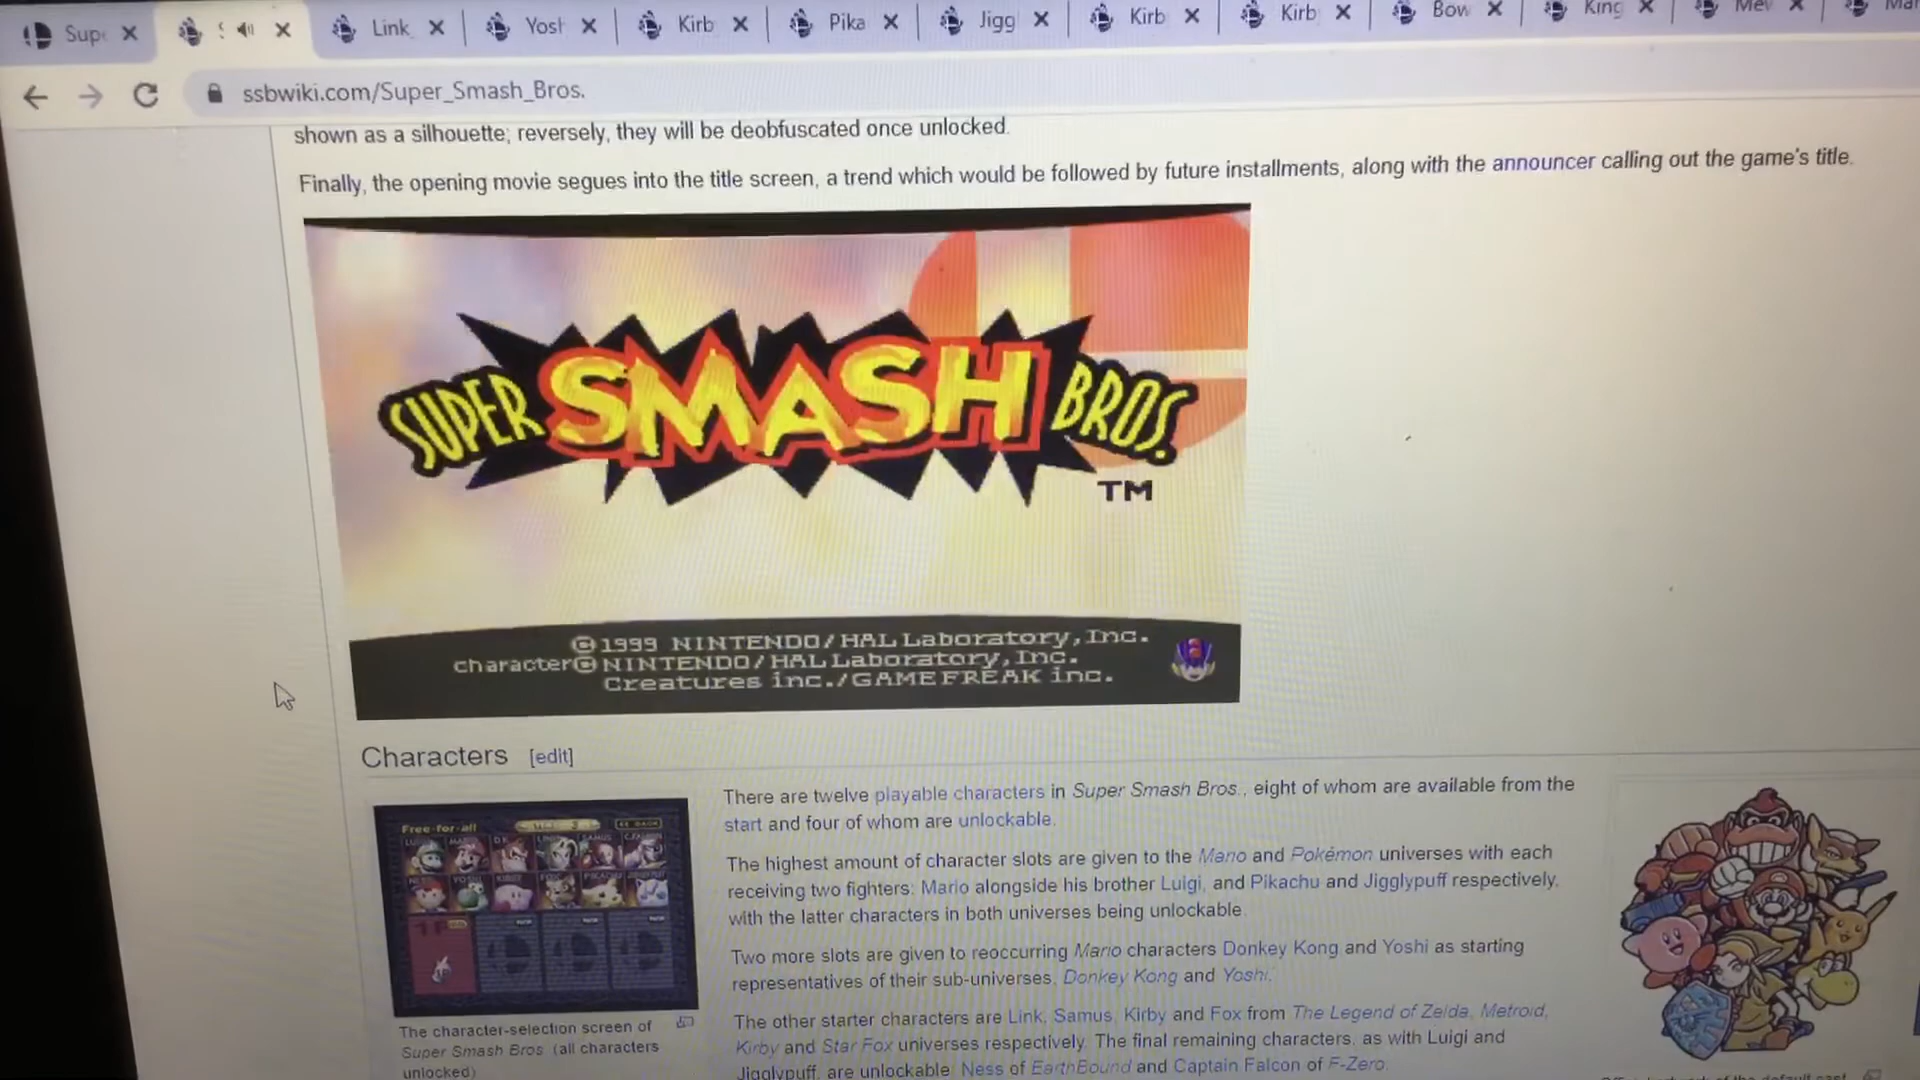 Link
Yosh
Kirb
Pika
Jigg
Kirb
Kirb
Bow
King
ssbwiki.com/Super_Smash_Bros.
shown as a silhouette; reversely, they will be deobfuscated once unlocked.
Finally, the opening movie segues into the title screen, a trend which would be followed by future installments, along with the announcer calling out the game's title.
SUPER SMASH BROS.
TM
©1999 NINTENDO/HAL Laboratory,Inc.
character©NINTENDO/HAL Laboratory,Inc.
Creatures inc./GAMEFREAK inc.
Characters [edit]
There are twelve playable characters in Super Smash Bros., eight of whom are available from the
start and four of whom are unlockable.
The highest amount of character slots are given to the Mario and Pokémon universes with each
receiving two fighters: Mario alongside his brother Luigi, and Pikachu and Jigglypuff respectively,
with the latter characters in both universes being unlockable.
Two more slots are given to reoccurring Mario characters Donkey Kong and Yoshi as starting
representatives of their sub-universes, Donkey Kong and Yoshi.
The other starter characters are Link, Samus, Kirby and Fox from The Legend of Zelda, Metroid,
Kirby and Star Fox universes respectively. The final remaining characters, as with Luigi and
Jigglypuff, are unlockable: Ness of EarthBound and Captain Falcon of F-Zero.
Free-for-all
The character-selection screen of
Super Smash Bros (all characters
unlocked)